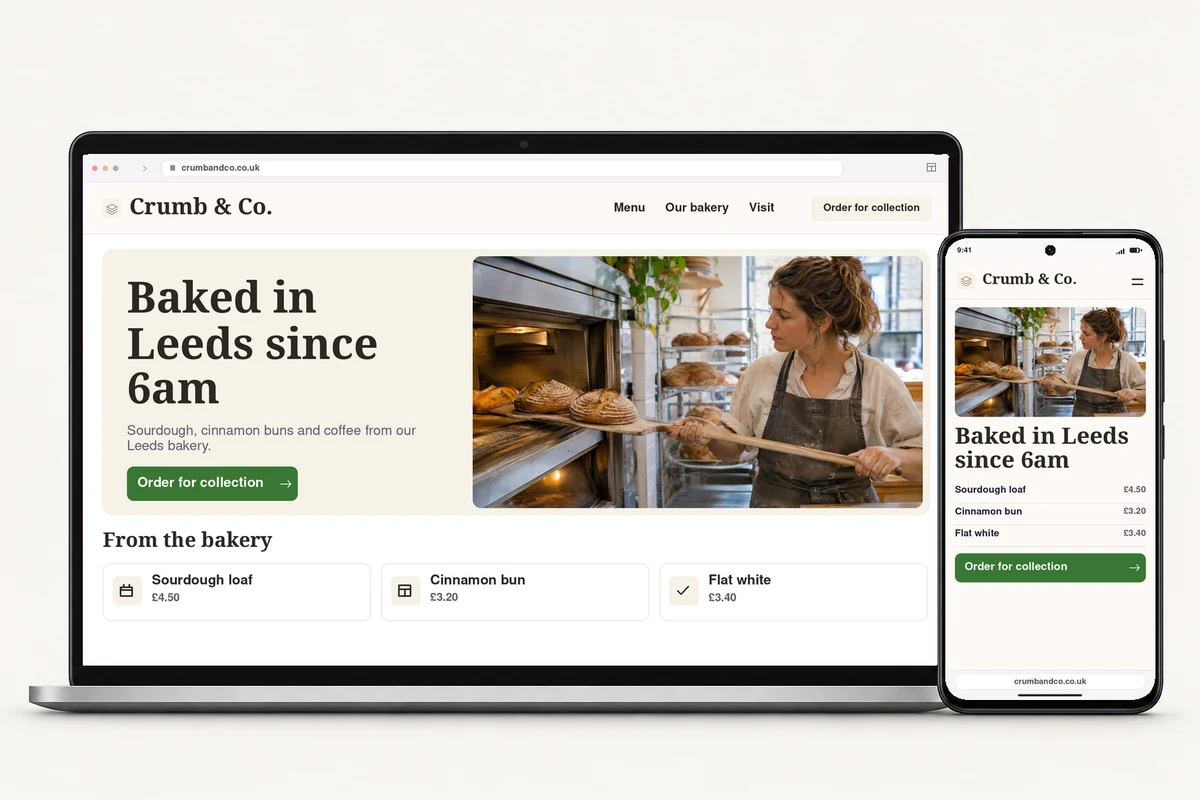 crumbandco.co.uk
Crumb & Co.
Menu
Our bakery
Visit
Order for collection
Baked in
Leeds since
6am
Sourdough, cinnamon buns and coffee from our
Leeds bakery.
Order for collection
From the bakery
Sourdough loaf
£4.50
Cinnamon bun
£3.20
Flat white
£3.40
9:41
Crumb & Co.
Baked in Leeds
since 6am
Sourdough loaf £4.50
Cinnamon bun £3.20
Flat white £3.40
Order for collection
crumbandco.co.uk